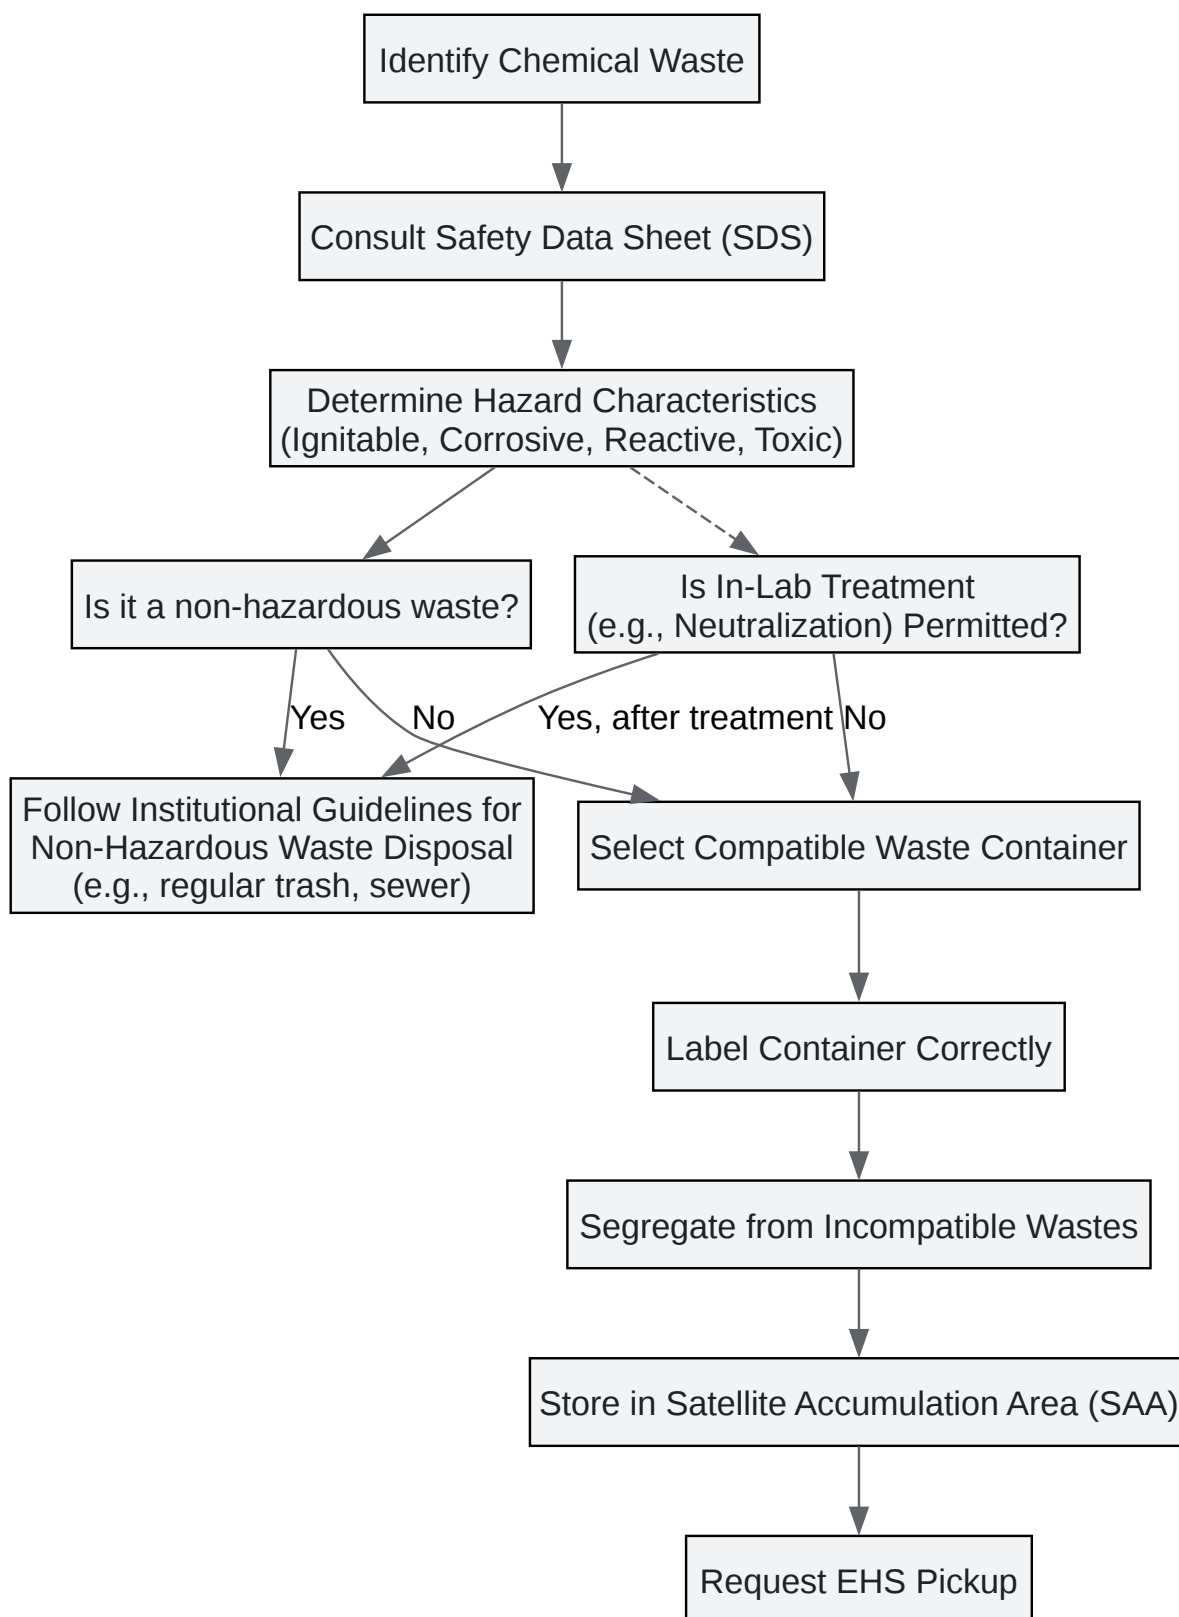 Identify Chemical Waste
Consult Safety Data Sheet (SDS)
Determine Hazard Characteristics
(Ignitable, Corrosive, Reactive, Toxic)
Is it a non-hazardous waste?
Is In-Lab Treatment
(e.g., Neutralization) Permitted?
Yes
No
Yes, after treatment
No
Follow Institutional Guidelines for
Non-Hazardous Waste Disposal
(e.g., regular trash, sewer)
Select Compatible Waste Container
Label Container Correctly
Segregate from Incompatible Wastes
Store in Satellite Accumulation Area (SAA)
Request EHS Pickup